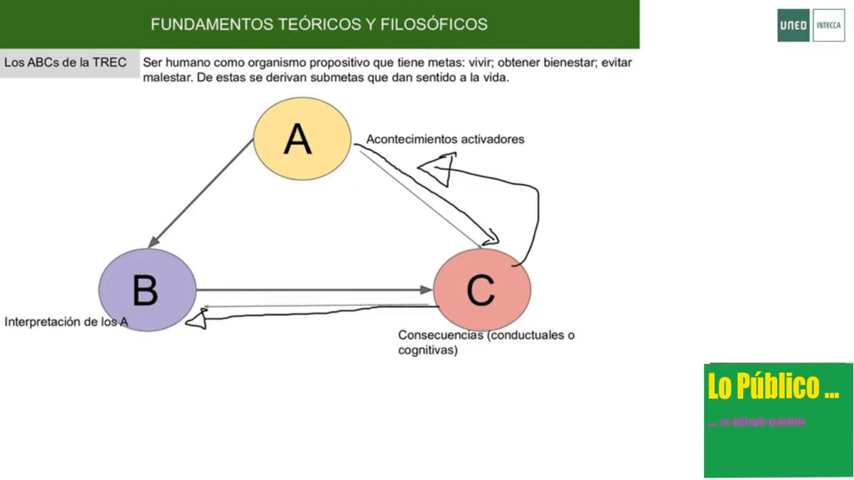 FUNDAMENTOS TEÓRICOS Y FILOSÓFICOS
UNED
INTECCA
Los ABCs de la TREC
Ser humano como organismo propositivo que tiene metas: vivir; obtener bienestar; evitar
malestar. De estas se derivan submetas que dan sentido a la vida.
A
Acontecimientos activadores
B
C
Interpretación de los A
Consecuencias (conductuales o
cognitivas)
Lo Público ...